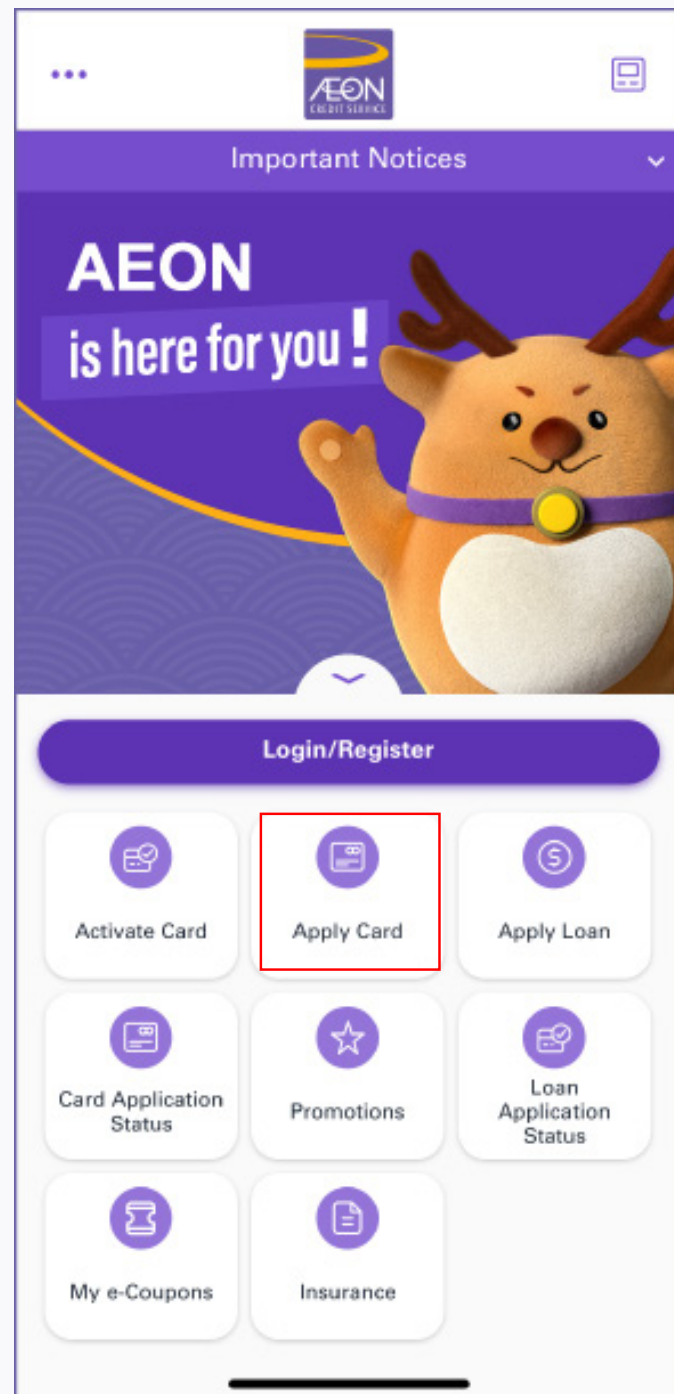 ÆON
CREDIT SERVICE
Important Notices
AEON
is here for you!
Login/Register
Activate Card
Apply Card
Apply Loan
Card Application
Status
Promotions
Loan
Application
Status
My e-Coupons
Insurance